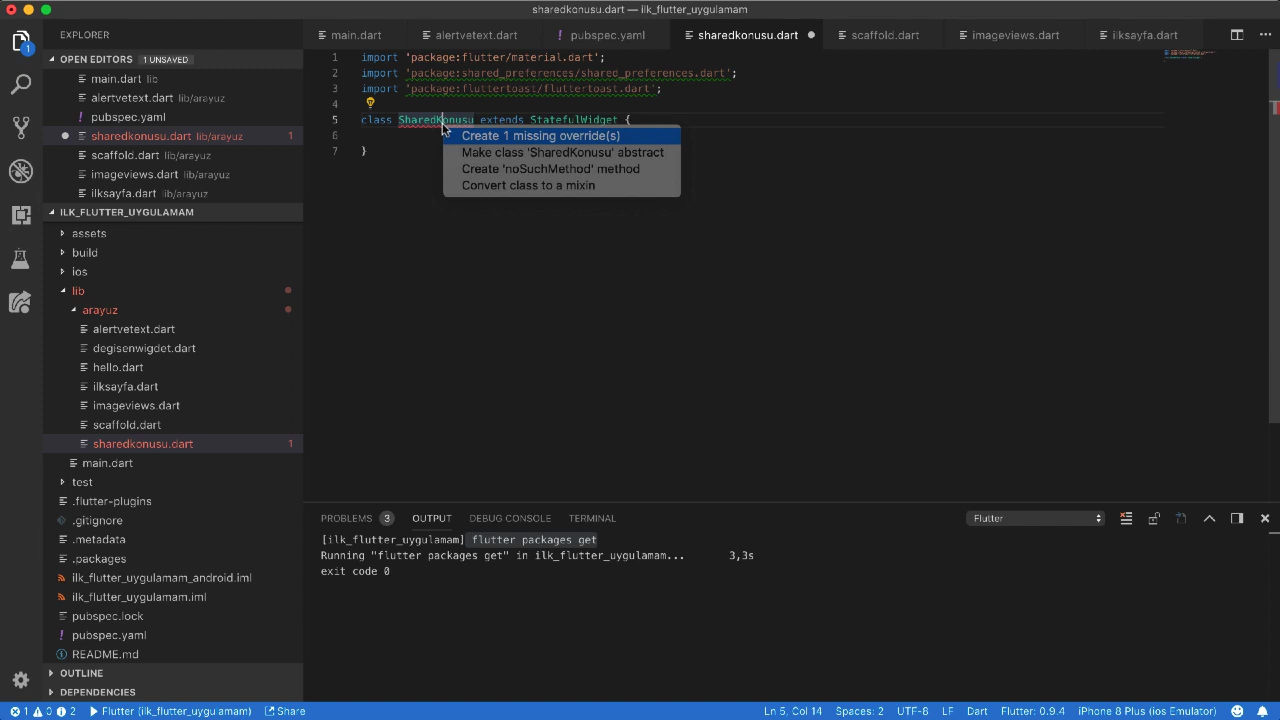 sharedkonusu.dart — ilk_flutter_uygulamam
EXPLORER
OPEN EDITORS 1 UNSAVED
main.dart lib
alertvetext.dart lib/arayuz
! pubspec.yaml
sharedkonusu.dart lib/arayuz 1
scaffold.dart lib/arayuz
imageviews.dart lib/arayuz
ilksayfa.dart lib/arayuz
ILK_FLUTTER_UYGULAMAM
assets
build
ios
lib
arayuz
alertvetext.dart
degisenwigdet.dart
hello.dart
ilksayfa.dart
imageviews.dart
scaffold.dart
sharedkonusu.dart 1
main.dart
test
.flutter-plugins
.gitignore
.metadata
.packages
ilk_flutter_uygulamam_android.iml
ilk_flutter_uygulamam.iml
pubspec.lock
! pubspec.yaml
README.md
OUTLINE
DEPENDENCIES
1
main.dart alertvetext.dart ! pubspec.yaml sharedkonusu.dart scaffold.dart imageviews.dart ilksayfa.dart
1 import 'package:flutter/material.dart';
2 import 'package:shared_preferences/shared_preferences.dart';
3 import 'package:fluttertoast/fluttertoast.dart';
4
5 class SharedKonusu extends StatefulWidget {
6
7 }
Create 1 missing override(s)
Make class 'SharedKonusu' abstract
Create 'noSuchMethod' method
Convert class to a mixin
PROBLEMS 3 OUTPUT DEBUG CONSOLE TERMINAL Flutter
[ilk_flutter_uygulamam] flutter packages get
Running "flutter packages get" in ilk_flutter_uygulamam... 3,3s
exit code 0
1 0 2 Flutter (ilk_flutter_uygulamam) Share Ln 5, Col 14 Spaces: 2 UTF-8 LF Dart Flutter: 0.9.4 iPhone 8 Plus (ios Emulator)